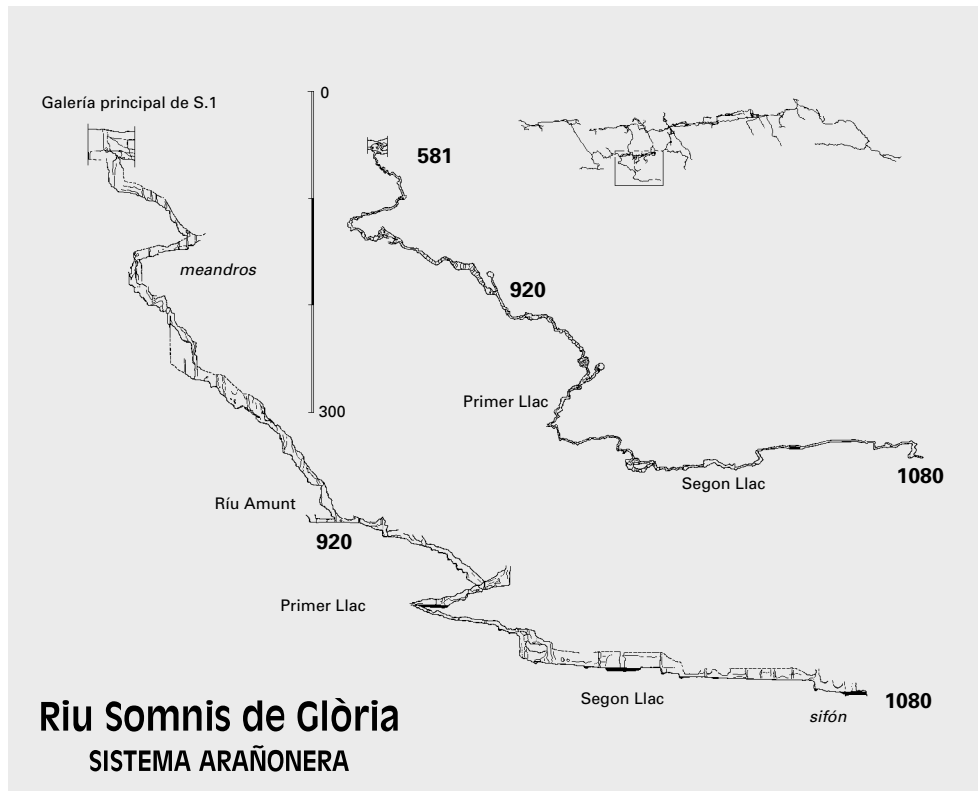 Galería principal de S.1
0
581
meandros
920
300
Primer Llac
Segon Llac
1080
Ríu Amunt
920
Primer Llac
Segon Llac
1080
sifón
Riu Somnis de Glòria
SISTEMA ARAÑONERA